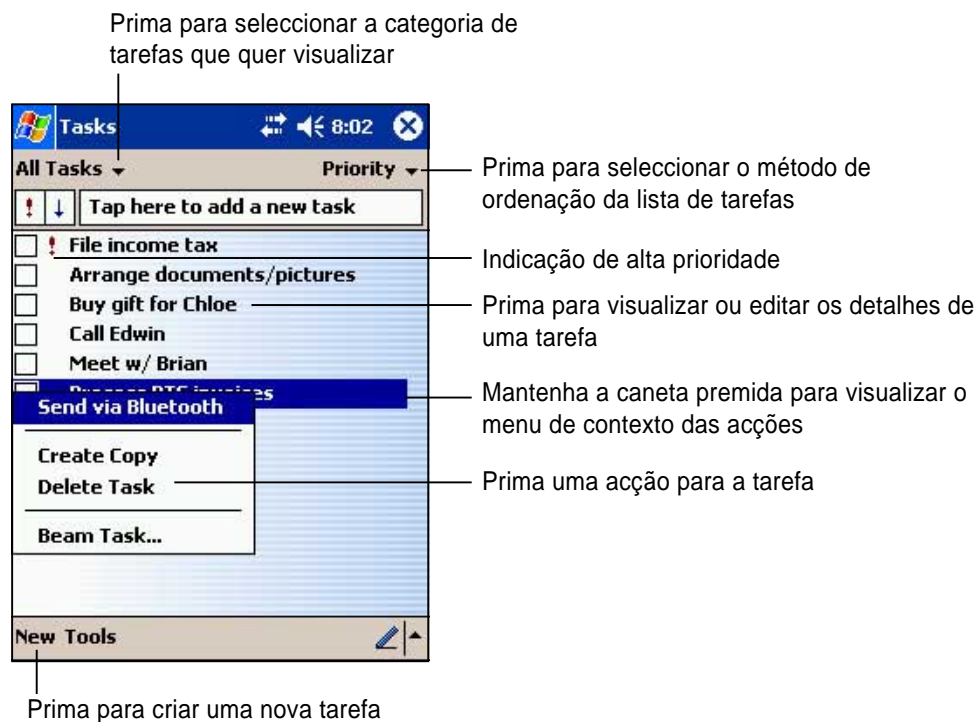 Prima para seleccionar a categoria de
tarefas que quer visualizar
Tasks 8:02
All Tasks Priority
Tap here to add a new task
File income tax
Arrange documents/pictures
Buy gift for Chloe
Call Edwin
Meet w/ Brian
Send via Bluetooth
Create Copy
Delete Task
Beam Task...
New Tools
Prima para seleccionar o método de
ordenação da lista de tarefas
Indicação de alta prioridade
Prima para visualizar ou editar os detalhes de
uma tarefa
Mantenha a caneta premida para visualizar o
menu de contexto das acções
Prima uma acção para a tarefa
Prima para criar uma nova tarefa